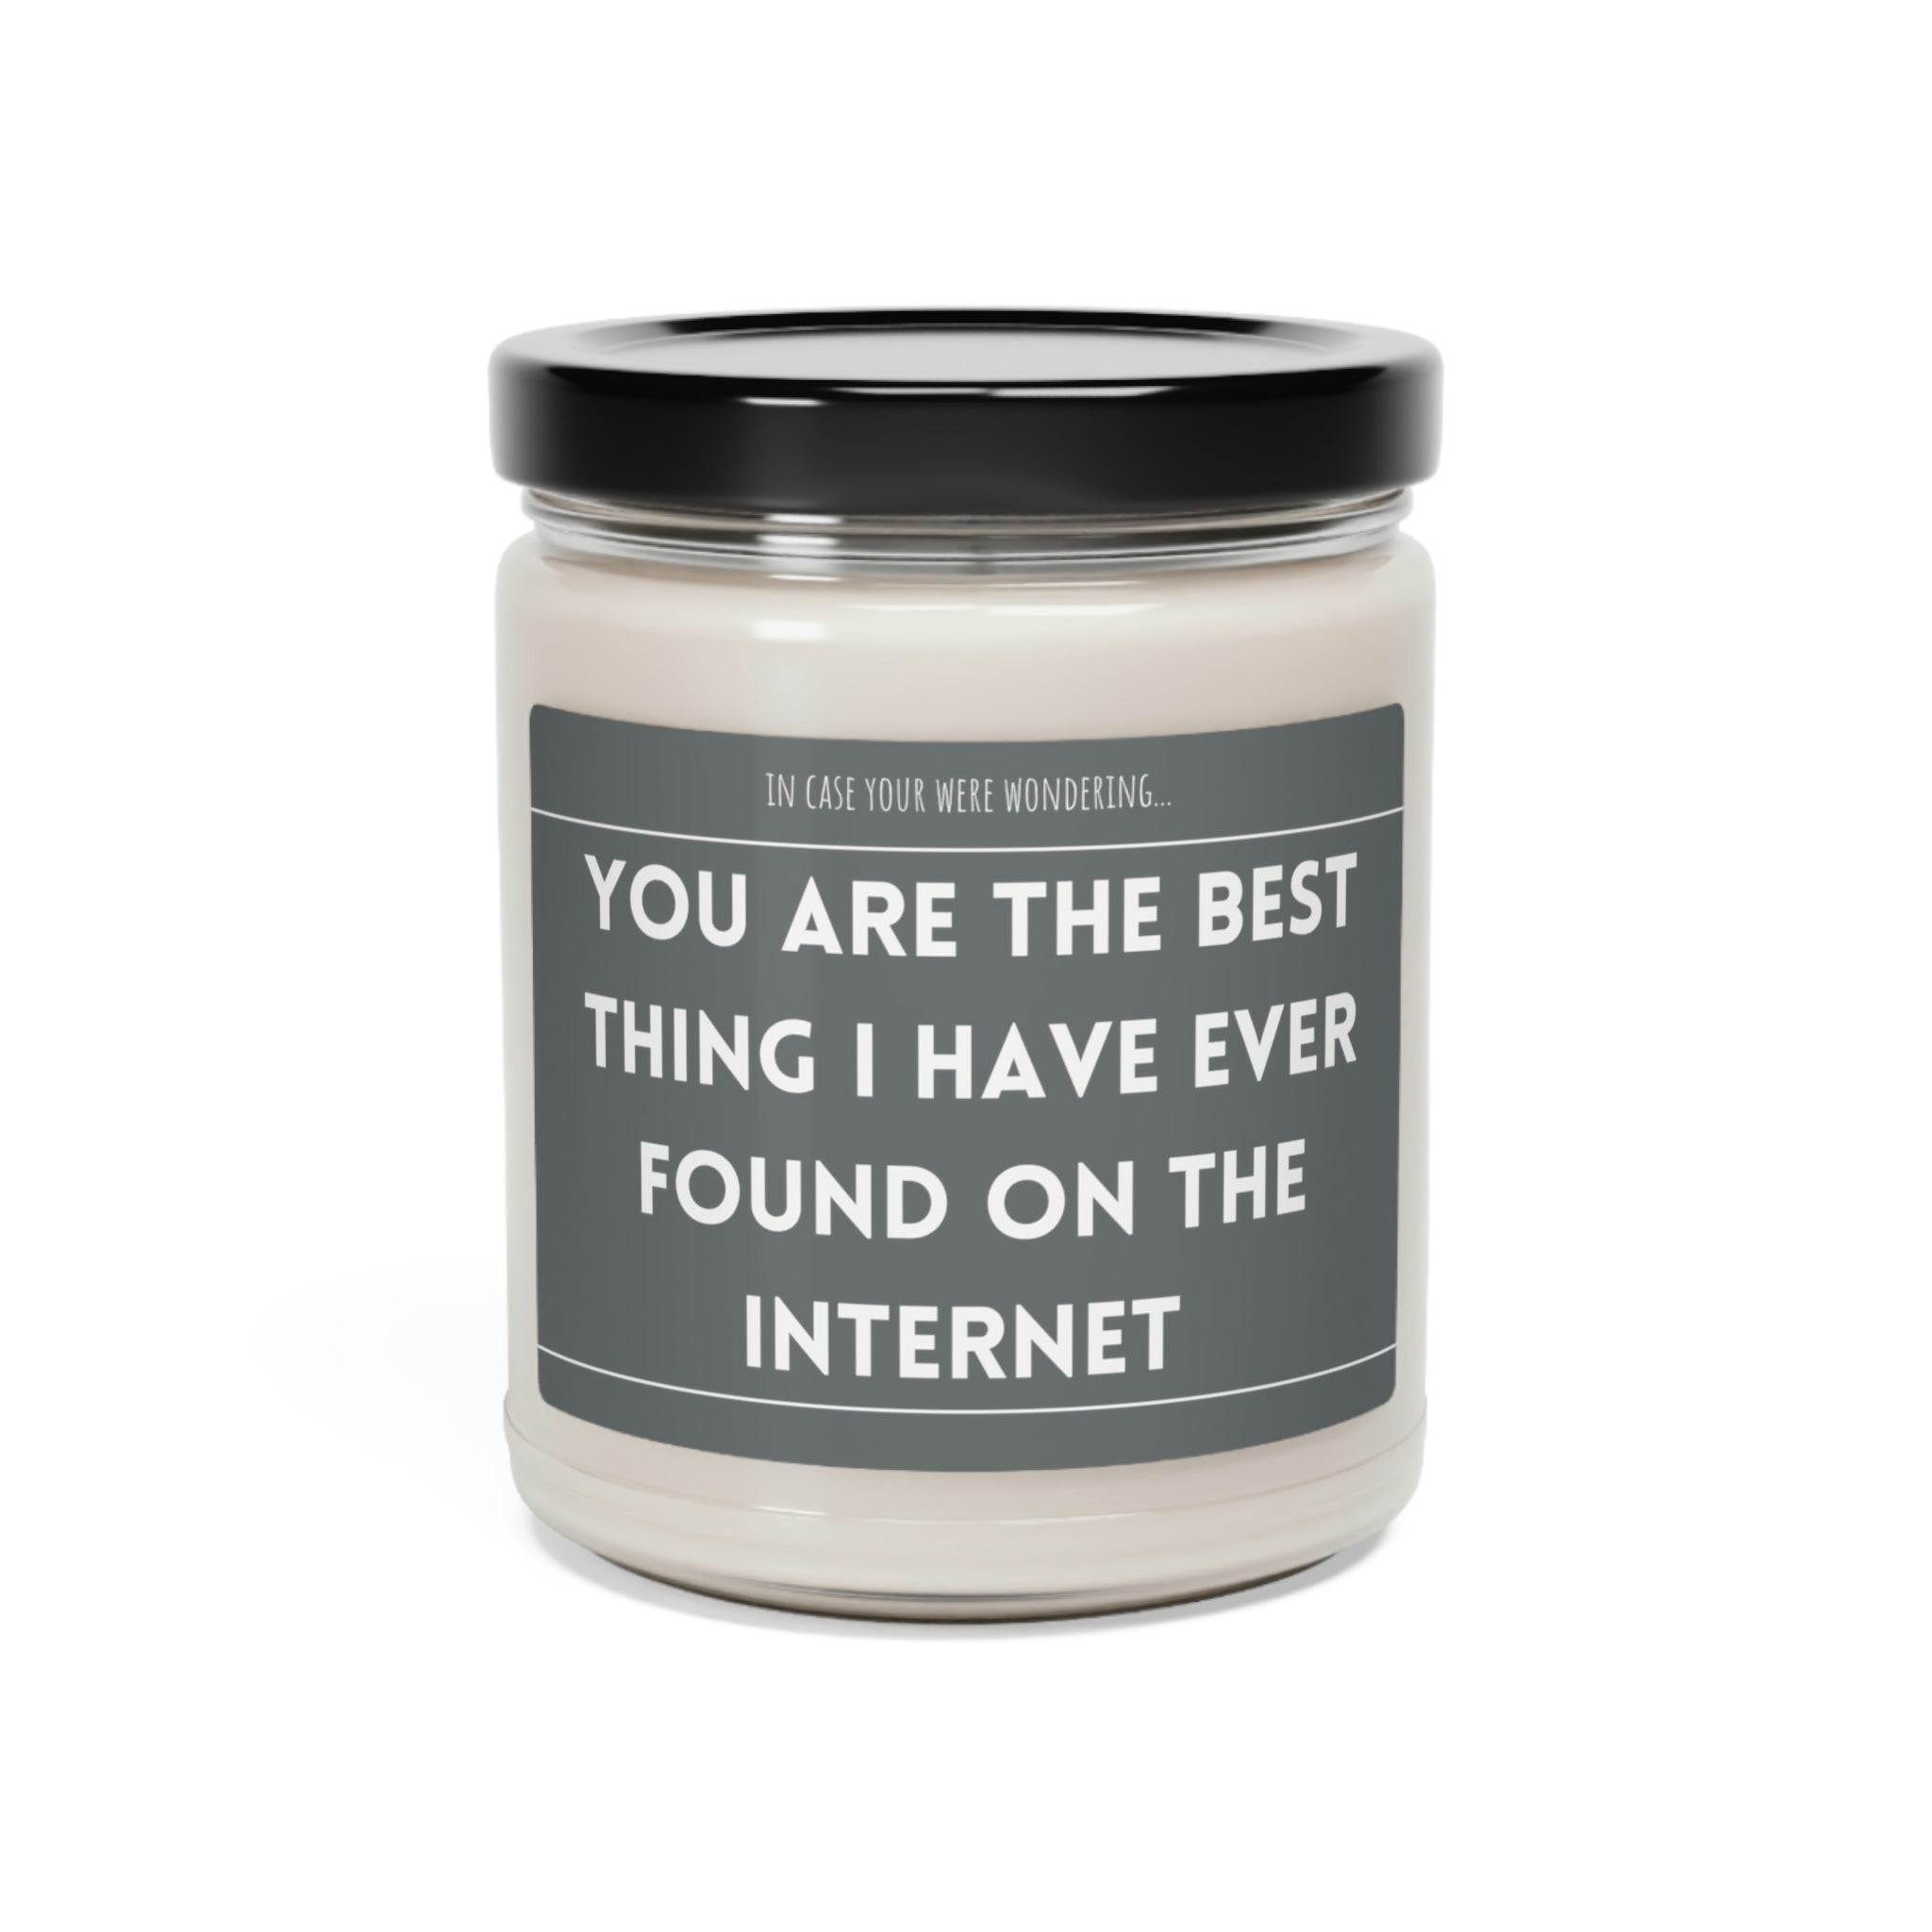 IN CASE YOUR WERE WONDERING...
YOU ARE THE BEST
THING I HAVE EVER
FOUND ON THE
INTERNET